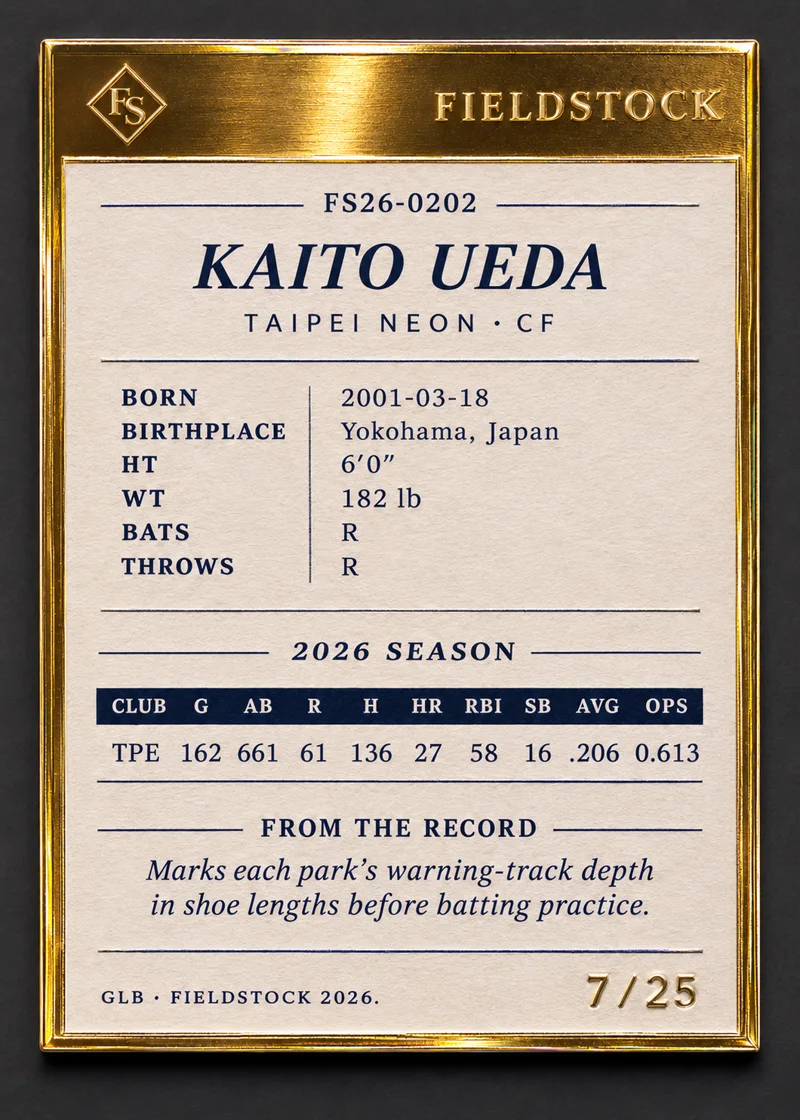 FS FIELDSTOCK
FS26-0202
KAITO UEDA
TAIPEI NEON · CF
BORN 2001-03-18
BIRTHPLACE Yokohama, Japan
HT 6′0″
WT 182 lb
BATS R
THROWS R
2026 SEASON
CLUB G AB R H HR RBI SB AVG OPS
TPE 162 661 61 136 27 58 16 .206 0.613
FROM THE RECORD
Marks each park’s warning-track depth
in shoe lengths before batting practice.
GLB · FIELDSTOCK 2026. 7/25